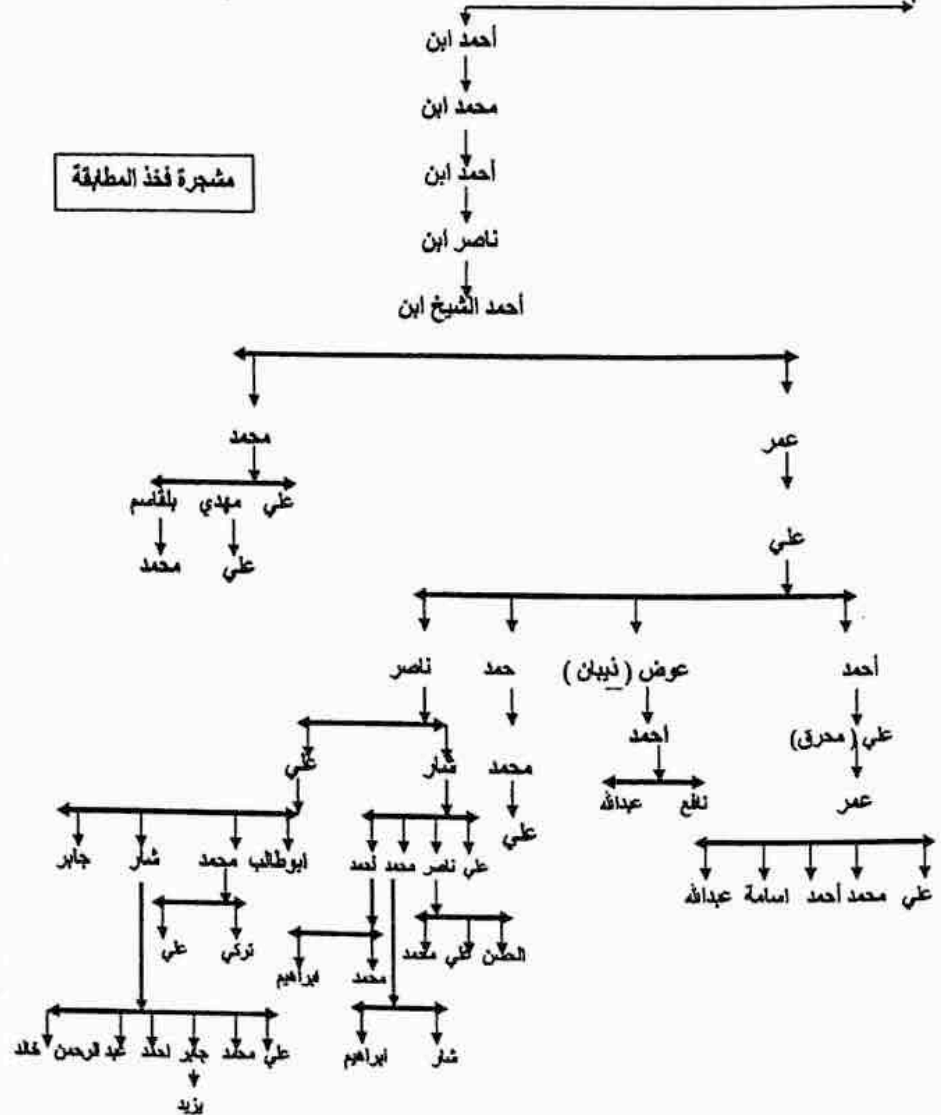 أحمد ابن
محمد ابن
أحمد ابن
مشجرة فخذ المطابقة
ناصر ابن
أحمد الشيخ ابن
عمر محمد
علي مهدي بلقاسم
علي
علي محمد
أحمد عوض (ذيبان) حمد ناصر
علي (محرق) احمد محمد شار علي
عمر نافع عبدالله علي
ابوطالب محمد شار جابر
علي ناصر محمد أحمد
علي محمد أحمد اسامة عبدالله
تركي علي
الحسن علي محمد
محمد ابراهيم
شار ابراهيم
علي محمد جابر احمد عبد الرحمن خالد
يزيد